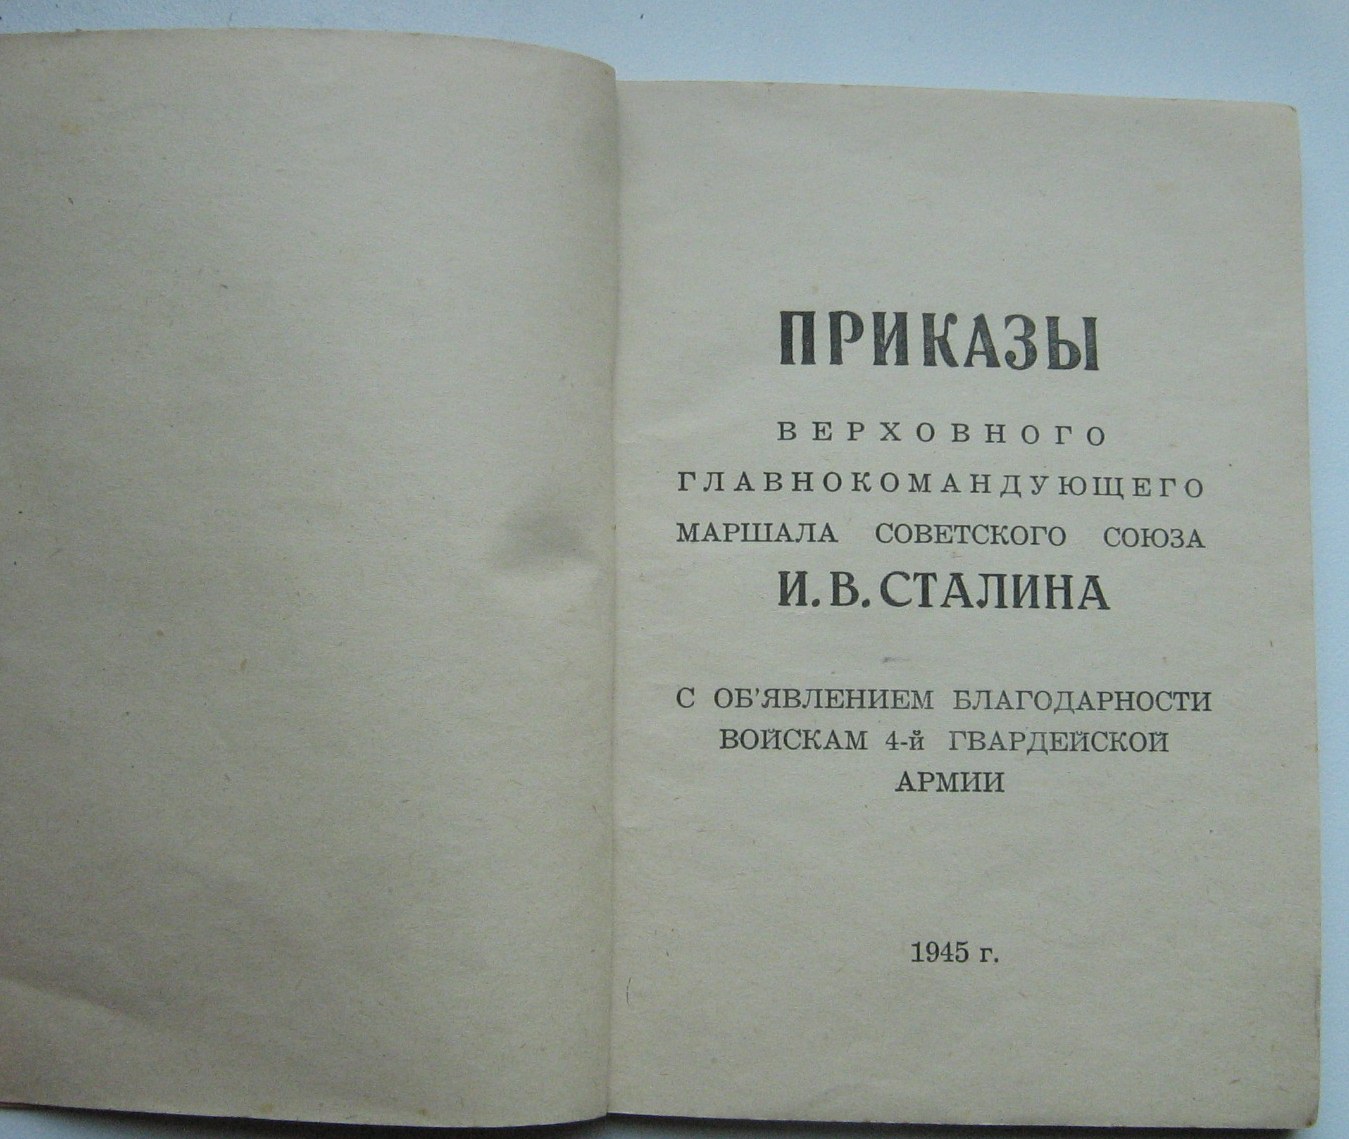 ПРИКАЗЫ
ВЕРХОВНОГО
ГЛАВНОКОМАНДУЮЩЕГО
МАРШАЛА СОВЕТСКОГО СОЮЗА
И. В. СТАЛИНА
С ОБ'ЯВЛЕНИЕМ БЛАГОДАРНОСТИ
ВОЙСКАМ 4-й ГВАРДЕЙСКОЙ
АРМИИ
1945 г.